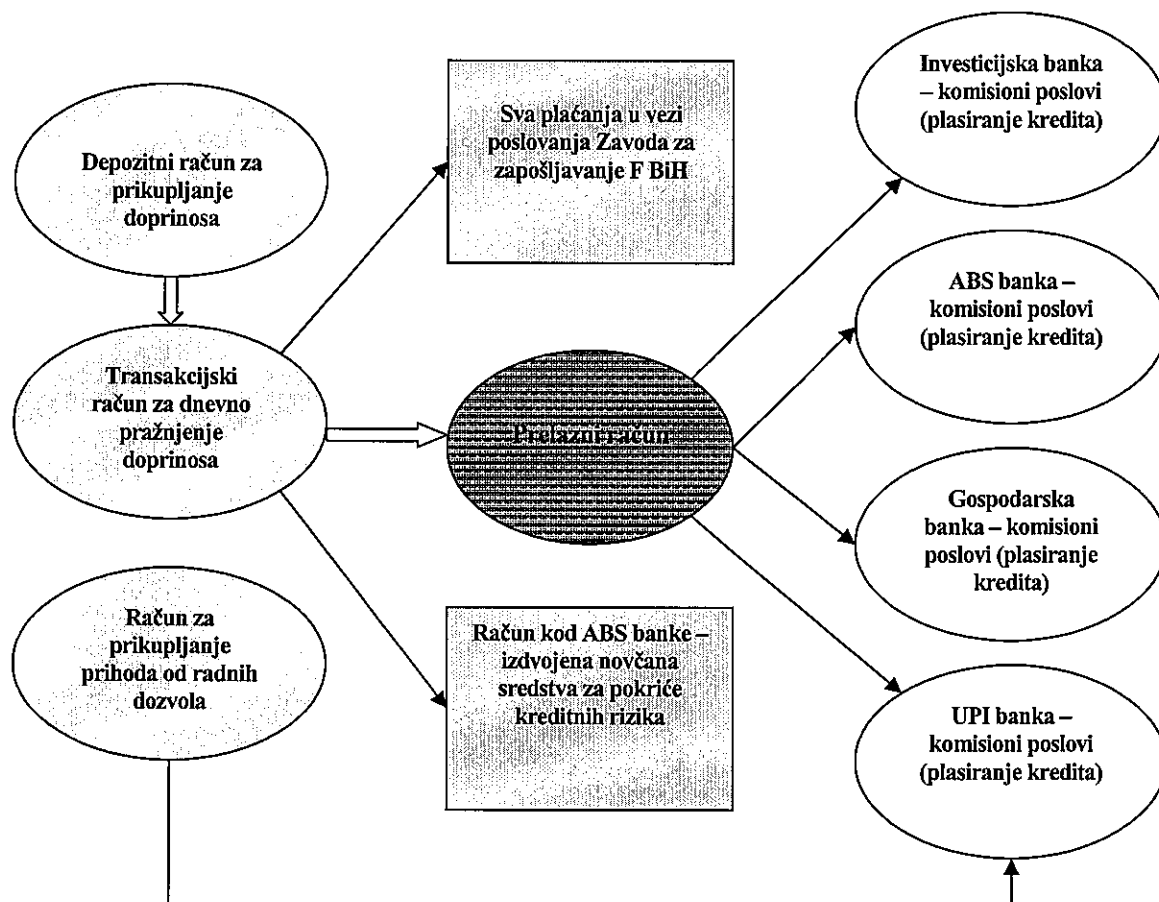 Depozitni račun za
prikupljanje
doprinosa
Transakcijski
račun za dnevno
pražnjenje
doprinosa
Račun za
prikupljanje
prihoda od radnih
dozvola
Sva plaćanja u vezi
poslovanja Zavoda za
zapošljavanje F BiH
Prelazni račun
Račun kod ABS banke –
izdvojena novčana
sredstva za pokriće
kreditnih rizika
Investicijska banka
– komisioni poslovi
(plasiranje kredita)
ABS banka –
komisioni poslovi
(plasiranje kredita)
Gospodarska
banka – komisioni
poslovi (plasiranje
kredita)
UPI banka –
komisioni poslovi
(plasiranje kredita)